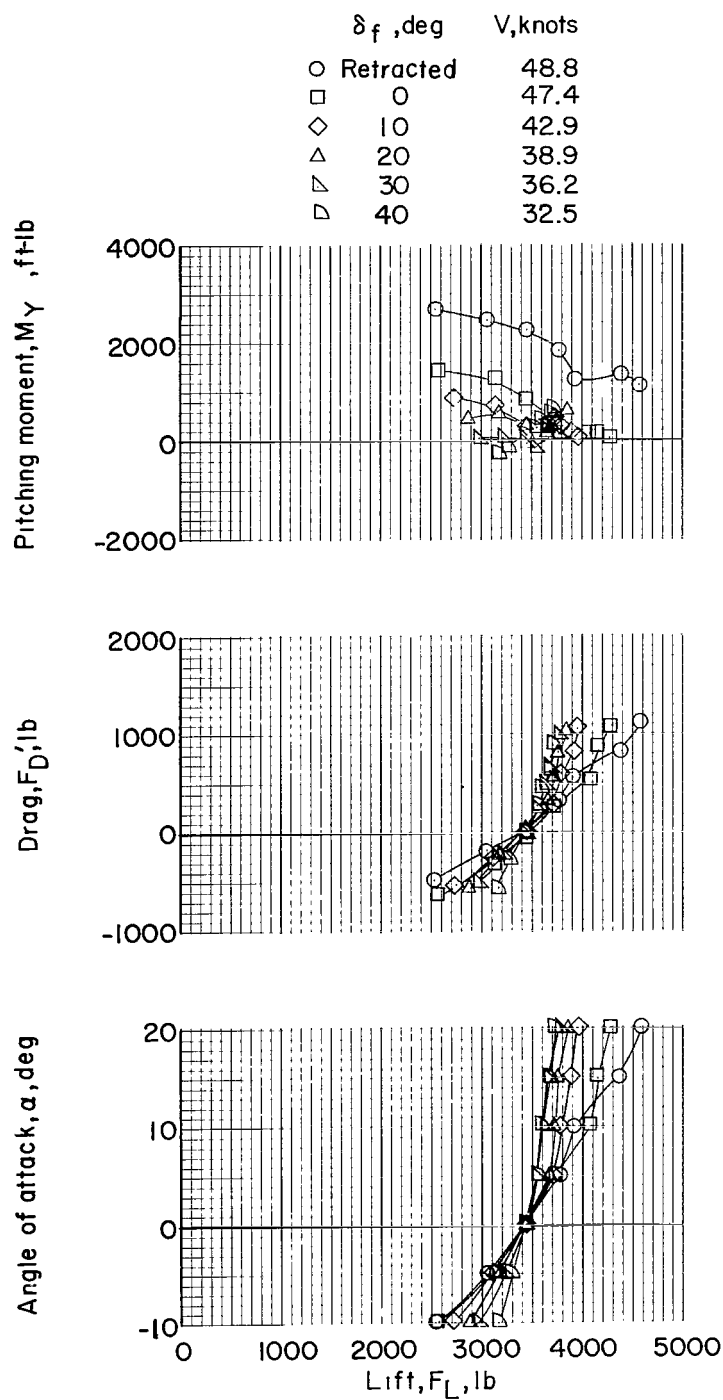 δf ,deg V,knots
Retracted 48.8
0 47.4
10 42.9
20 38.9
30 36.2
40 32.5
Pitching moment, MY , ft-lb
4000
2000
0
-2000
Drag, FD', lb
2000
1000
0
-1000
Angle of attack, α, deg
20
10
0
-10
0 1000 2000 3000 4000 5000
Lift, FL, lb